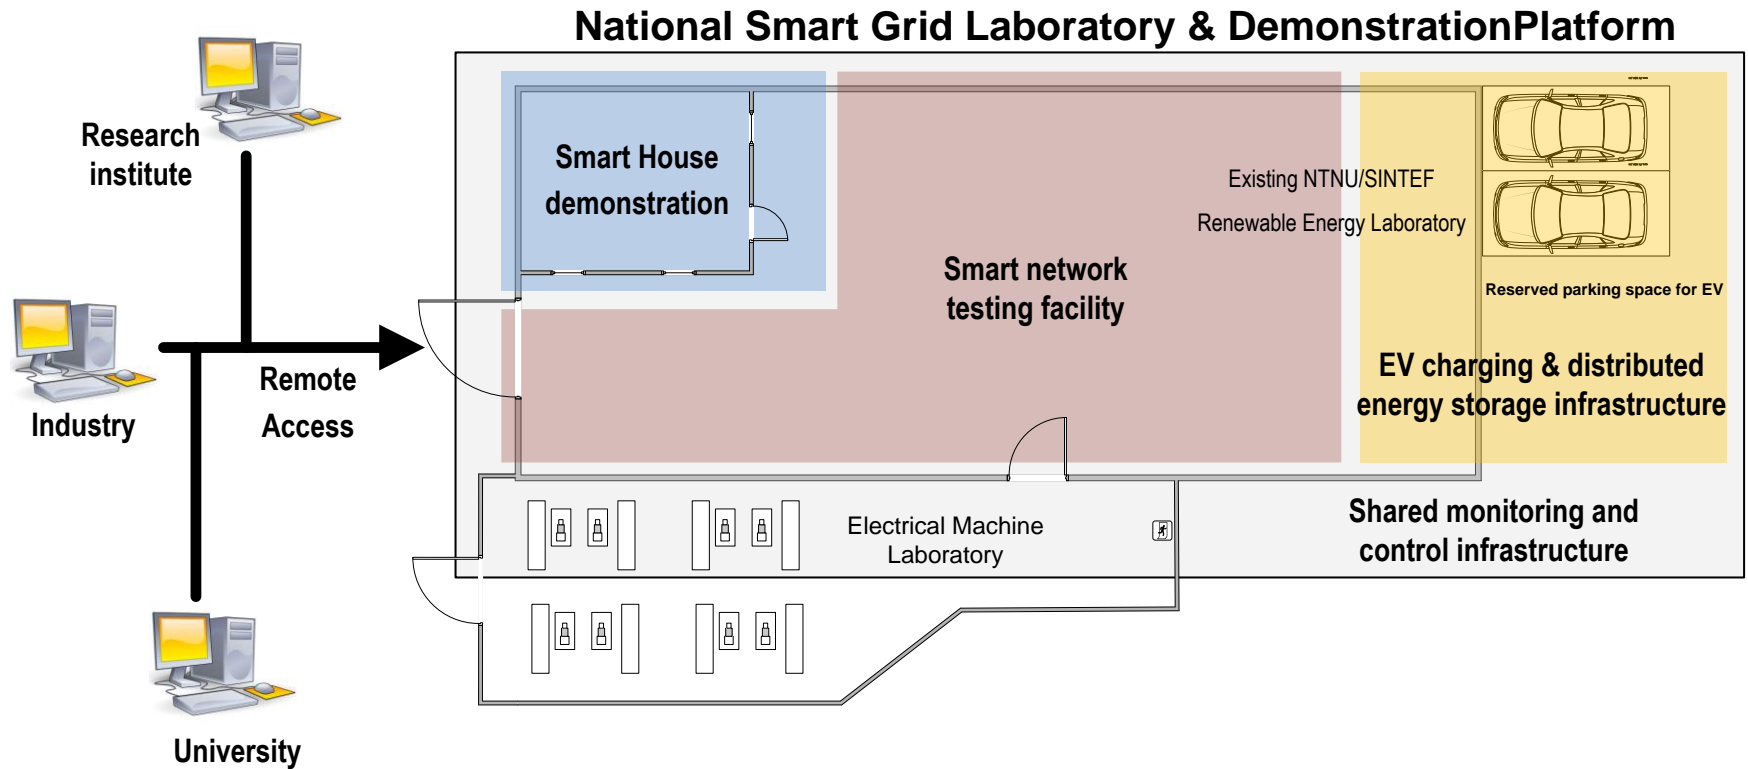 National Smart Grid Laboratory & DemonstrationPlatform
Research
institute
Smart House
demonstration
Existing NTNU/SINTEF
Renewable Energy Laboratory
Smart network
testing facility
Reserved parking space for EV
EV charging & distributed
energy storage infrastructure
Remote
Access
Industry
Electrical Machine
Laboratory
Shared monitoring and
control infrastructure
University